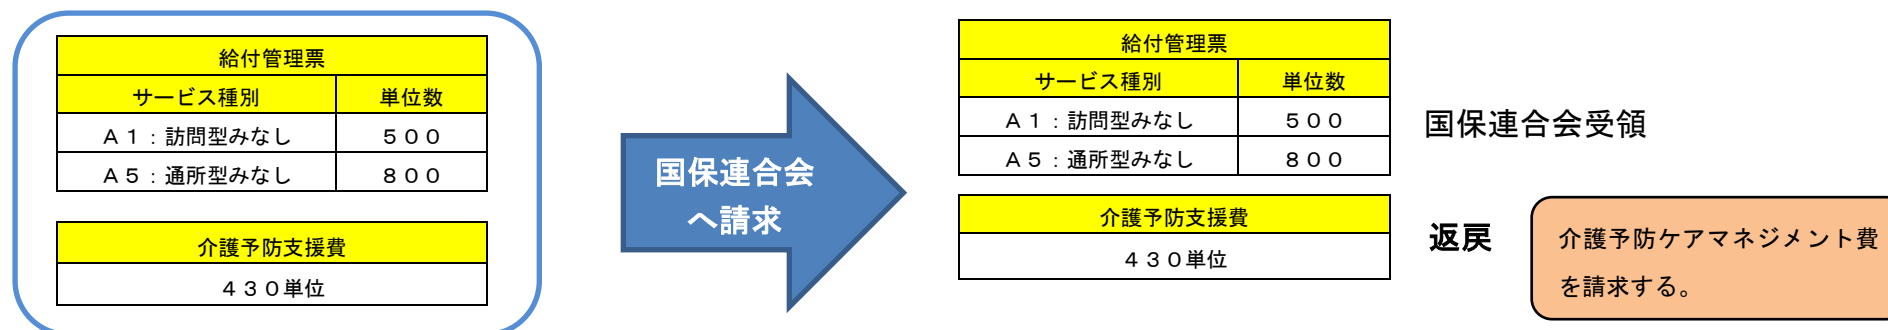 給付管理票
サービス種別 単位数
Ａ１：訪問型みなし ５００
Ａ５：通所型みなし ８００
介護予防支援費
４３０単位
国保連合会
へ請求
給付管理票
サービス種別 単位数
Ａ１：訪問型みなし ５００
Ａ５：通所型みなし ８００
国保連合会受領
介護予防支援費
４３０単位
返戻
介護予防ケアマネジメント費
を請求する。